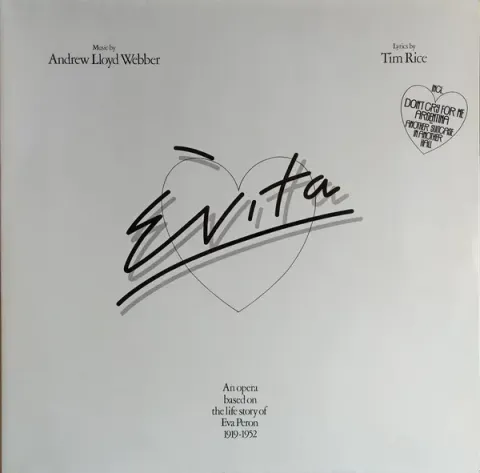 Music by
Andrew Lloyd Webber
Lyrics by
Tim Rice
INCL.
DON'T CRY FOR ME
ARGENTINA
ANOTHER SUITCASE
IN ANOTHER
HALL
Evita
An opera
based on
the life story of
Eva Peron
1919-1952